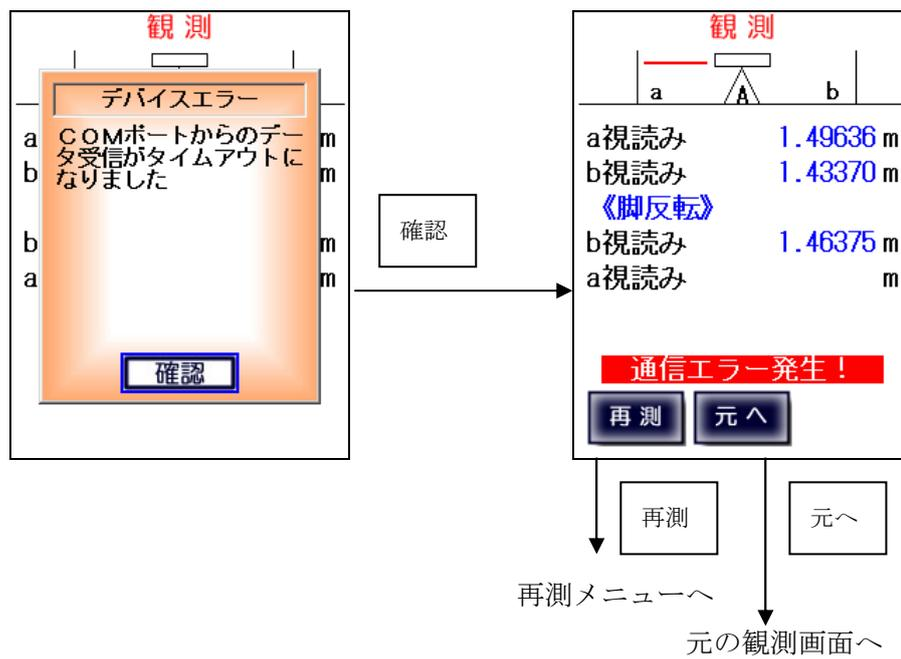 観 測
デバイスエラー
COMポートからのデー
タ受信がタイムアウトに
なりました
a m
b m
b m
a m
確認
確認
観 測
a A b
a視読み 1.49636 m
b視読み 1.43370 m
《脚反転》
b視読み 1.46375 m
a視読み m
通信エラー発生！
再 測 元 へ
再測
元へ
再測メニューへ
元の観測画面へ